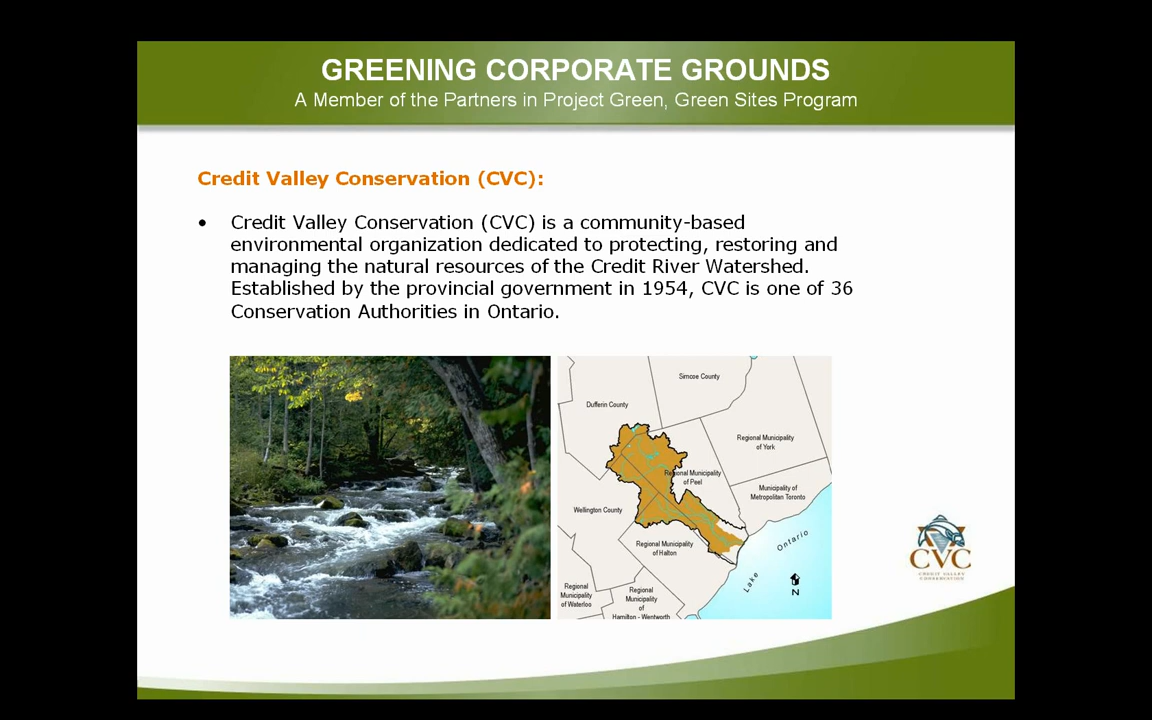 GREENING CORPORATE GROUNDS
A Member of the Partners in Project Green, Green Sites Program
Credit Valley Conservation (CVC):
• Credit Valley Conservation (CVC) is a community-based
environmental organization dedicated to protecting, restoring and
managing the natural resources of the Credit River Watershed.
Established by the provincial government in 1954, CVC is one of 36
Conservation Authorities in Ontario.
Simcoe County
Dufferin County
Regional Municipality
of York
Regional Municipality
of Peel
Municipality of
Metropolitan Toronto
Wellington County
Regional Municipality
of Halton
Lake Ontario
N
Regional
Municipality
of Waterloo
Regional
Municipality
of
Hamilton - Wentworth
CVC
CREDIT VALLEY
CONSERVATION